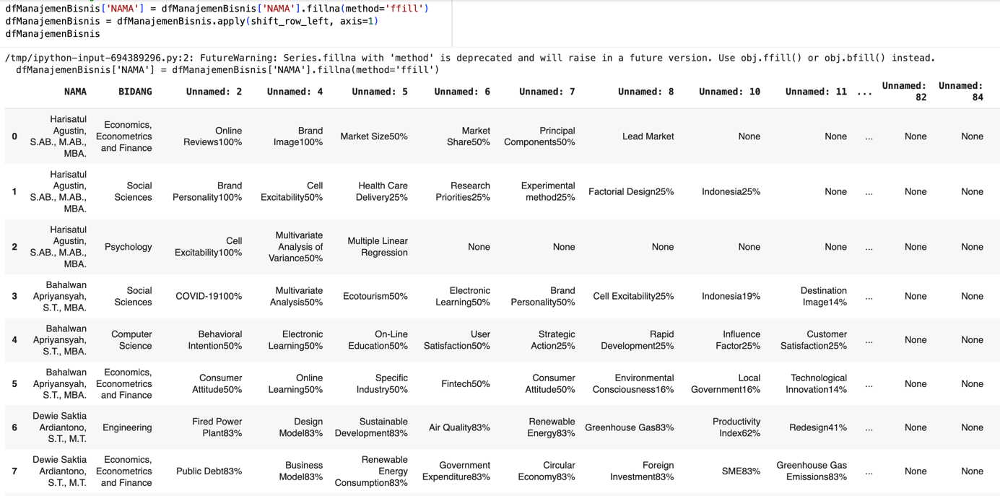 dfManajemenBisnis['NAMA'] = dfManajemenBisnis['NAMA'].fillna(method='ffill')
dfManajemenBisnis = dfManajemenBisnis.apply(shift_row_left, axis=1)
dfManajemenBisnis
/tmp/ipython-input-694389296.py:2: FutureWarning: Series.fillna with 'method' is deprecated and will raise in a future version. Use obj.ffill() or obj.bfill() instead.
dfManajemenBisnis['NAMA'] = dfManajemenBisnis['NAMA'].fillna(method='ffill')
NAMA BIDANG Unnamed: 2 Unnamed: 4 Unnamed: 5 Unnamed: 6 Unnamed: 7 Unnamed: 8 Unnamed: 10 Unnamed: 11 ... Unnamed: 82 Unnamed: 84
0 Harisatul Agustin, S.AB., M.AB., MBA. Economics, Econometrics and Finance Online Reviews100% Brand Image100% Market Size50% Market Share50% Principal Components50% Lead Market None None ... None None
1 Harisatul Agustin, S.AB., M.AB., MBA. Social Sciences Brand Personality100% Cell Excitability50% Health Care Delivery25% Research Priorities25% Experimental method25% Factorial Design25% Indonesia25% None ... None None
2 Harisatul Agustin, S.AB., M.AB., MBA. Psychology Cell Excitability100% Multivariate Analysis of Variance50% Multiple Linear Regression None None None None None ... None None
3 Bahalwan Apriyansyah, S.T., MBA. Social Sciences COVID-19100% Multivariate Analysis50% Ecotourism50% Electronic Learning50% Brand Personality50% Cell Excitability25% Indonesia19% Destination Image14% ... None None
4 Bahalwan Apriyansyah, S.T., MBA. Computer Science Behavioral Intention50% Electronic Learning50% On-Line Education50% User Satisfaction50% Strategic Action25% Rapid Development25% Influence Factor25% Customer Satisfaction25% ... None None
5 Bahalwan Apriyansyah, S.T., MBA. Economics, Econometrics and Finance Consumer Attitude50% Online Learning50% Specific Industry50% Fintech50% Consumer Attitude50% Environmental Consciousness16% Local Government16% Technological Innovation14% ... None None
6 Dewie Saktia Ardiantono, S.T., M.T. Engineering Fired Power Plant83% Design Model83% Sustainable Development83% Air Quality83% Renewable Energy83% Greenhouse Gas83% Productivity Index62% Redesign41% ... None None
7 Dewie Saktia Ardiantono, S.T., M.T. Economics, Econometrics and Finance Public Debt83% Business Model83% Renewable Energy Consumption83% Government Expenditure83% Circular Economy83% Foreign Investment83% SME83% Greenhouse Gas Emissions83% ... None None